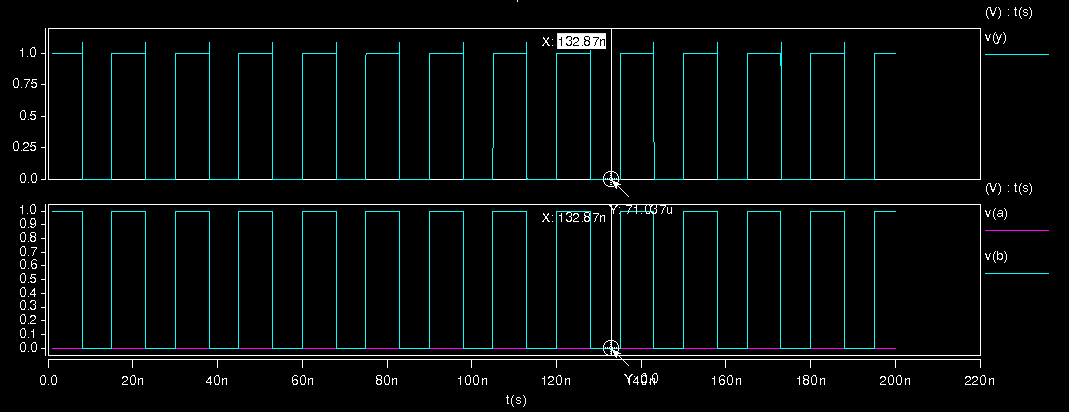 (V) : t(s)
v(y)
X: 132.87n
1.0
0.75
0.5
0.25
0.0
Y: 71.037u
(V) : t(s)
v(a)
v(b)
X: 132.87n
1.0
0.9
0.8
0.7
0.6
0.5
0.4
0.3
0.2
0.1
0.0
Y: 0.0
0.0 20n 40n 60n 80n 100n 120n 140n 160n 180n 200n 220n
t(s)